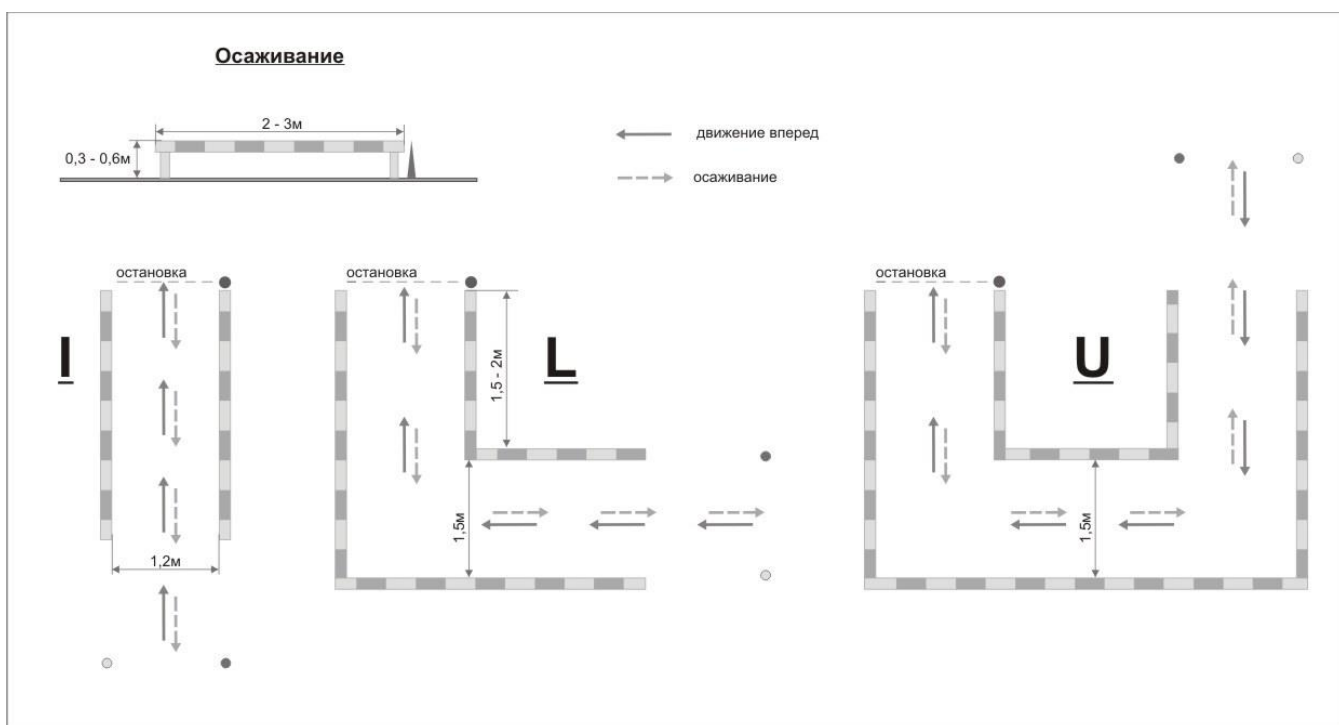 Осаживание
2 - 3м
0,3 - 0,6м
движение вперед
осаживание
остановка
остановка
остановка
I
L
U
1,5 - 2м
1,5м
1,5м
1,2м